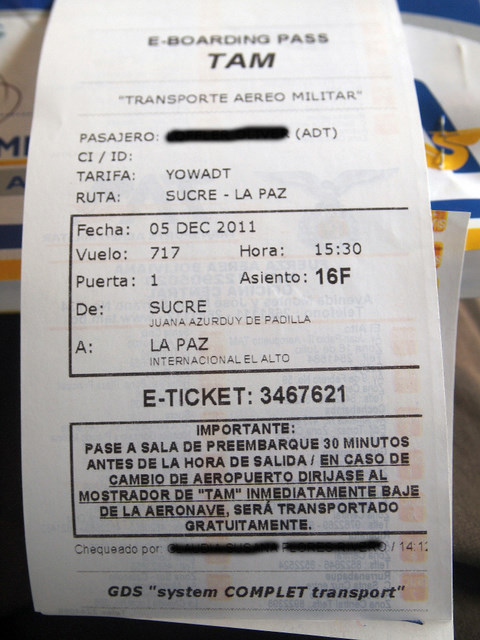 E-BOARDING PASS
TAM
"TRANSPORTE AEREO MILITAR"
PASAJERO: (ADT)
CI / ID:
TARIFA: YOWADT
RUTA: SUCRE - LA PAZ
Fecha: 05 DEC 2011
Vuelo: 717 Hora: 15:30
Puerta: 1 Asiento: 16F
De: SUCRE
JUANA AZURDUY DE PADILLA
A: LA PAZ
INTERNACIONAL EL ALTO
E-TICKET: 3467621
IMPORTANTE:
PASE A SALA DE PREEMBARQUE 30 MINUTOS
ANTES DE LA HORA DE SALIDA / EN CASO DE
CAMBIO DE AEROPUERTO DIRIJASE AL
MOSTRADOR DE "TAM" INMEDIATAMENTE BAJE
DE LA AERONAVE, SERÁ TRANSPORTADO
GRATUITAMENTE.
Chequeado por: / 14:12
GDS "system COMPLET transport"